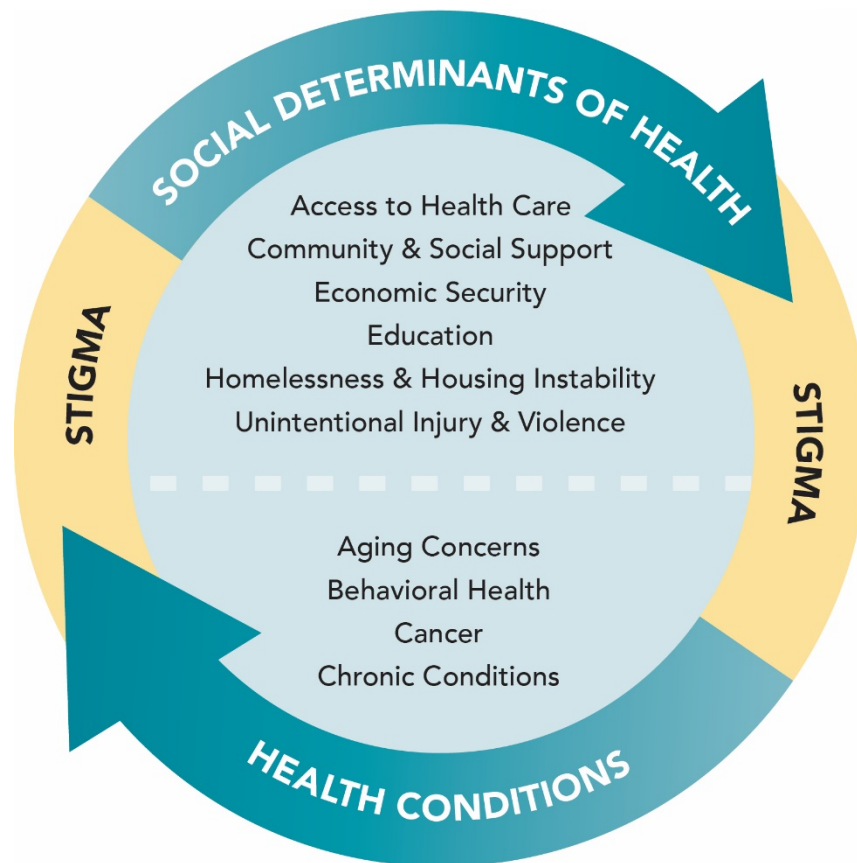 SOCIAL DETERMINANTS OF HEALTH
Access to Health Care
Community & Social Support
Economic Security
Education
Homelessness & Housing Instability
Unintentional Injury & Violence
STIGMA
STIGMA
Aging Concerns
Behavioral Health
Cancer
Chronic Conditions
HEALTH CONDITIONS